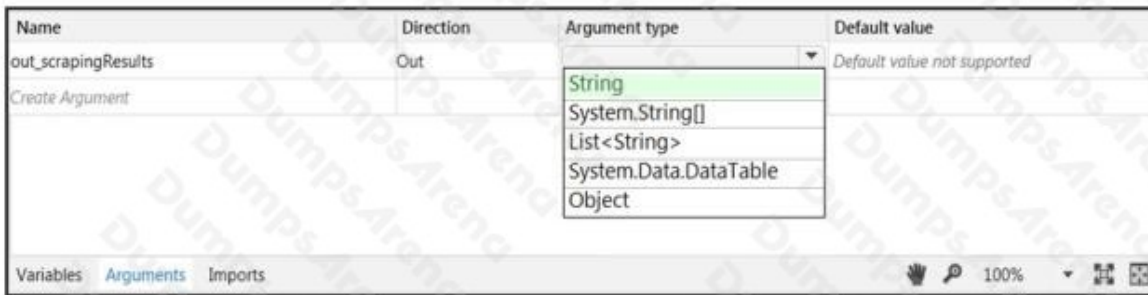 Name Direction Argument type Default value
out_scrapingResults Out Default value not supported
Create Argument
String
System.String[]
List<String>
System.Data.DataTable
Object
Variables Arguments Imports 100%
DumpsArena